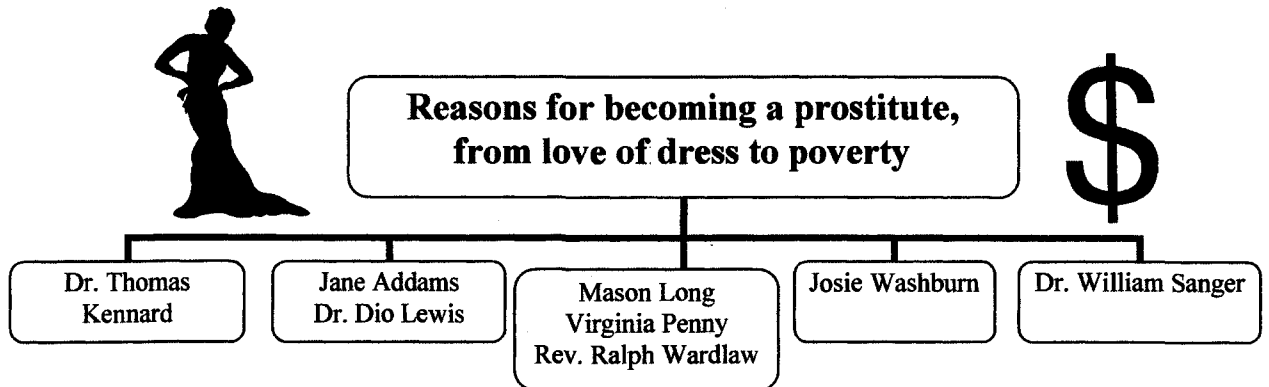 Reasons for becoming a prostitute,
from love of dress to poverty
$
Dr. Thomas
Kennard
Jane Addams
Dr. Dio Lewis
Mason Long
Virginia Penny
Rev. Ralph Wardlaw
Josie Washburn
Dr. William Sanger